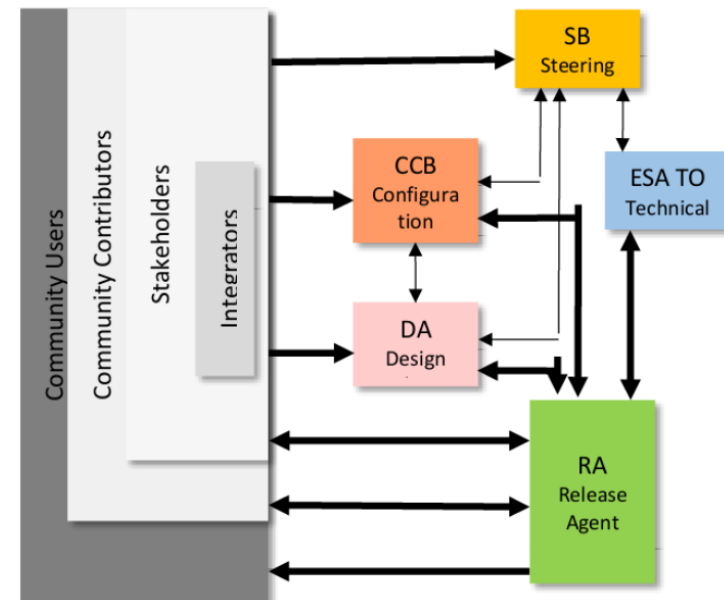 Community Users
Community Contributors
Stakeholders
Integrators
SB
Steering
CCB
Configura
tion
ESA TO
Technical
DA
Design
RA
Release
Agent